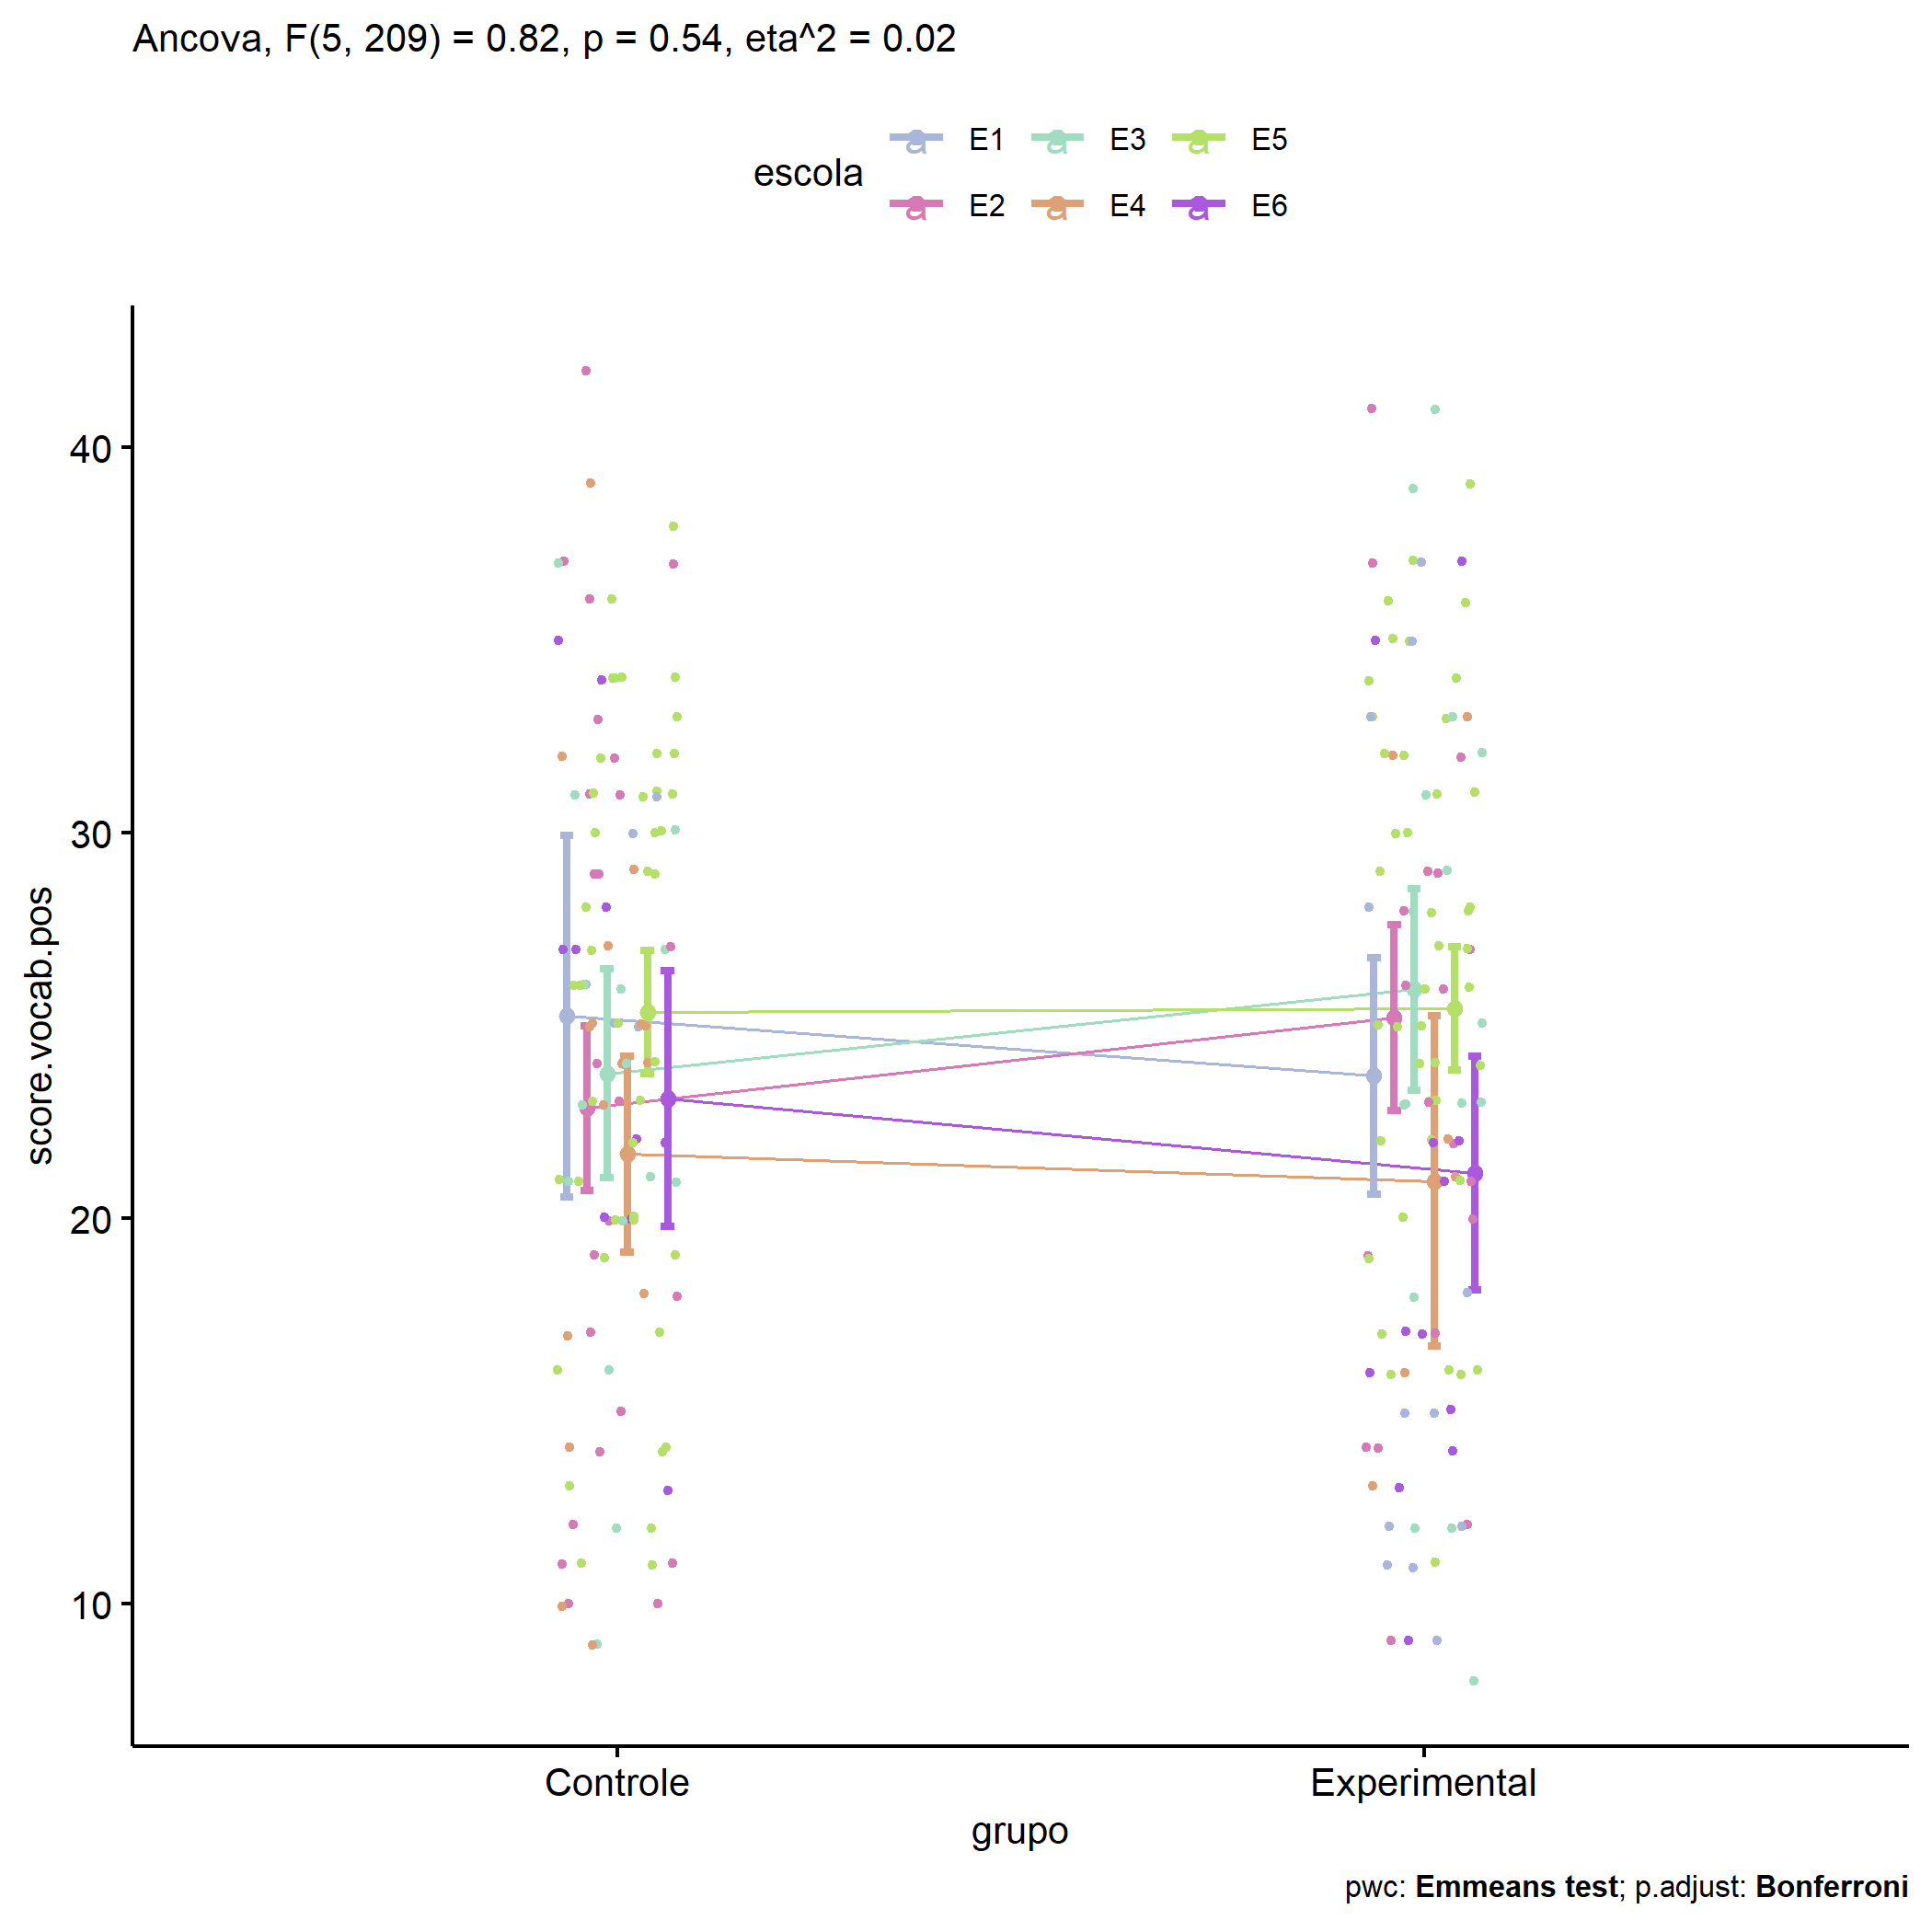 Ancova, F(5, 209) = 0.82, p = 0.54, eta^2 = 0.02
escola
a E1 a E3 a E5
a E2 a E4 a E6
score.vocab.pos
40
30
20
10
Controle Experimental
grupo
pwc: Emmeans test; p.adjust: Bonferroni